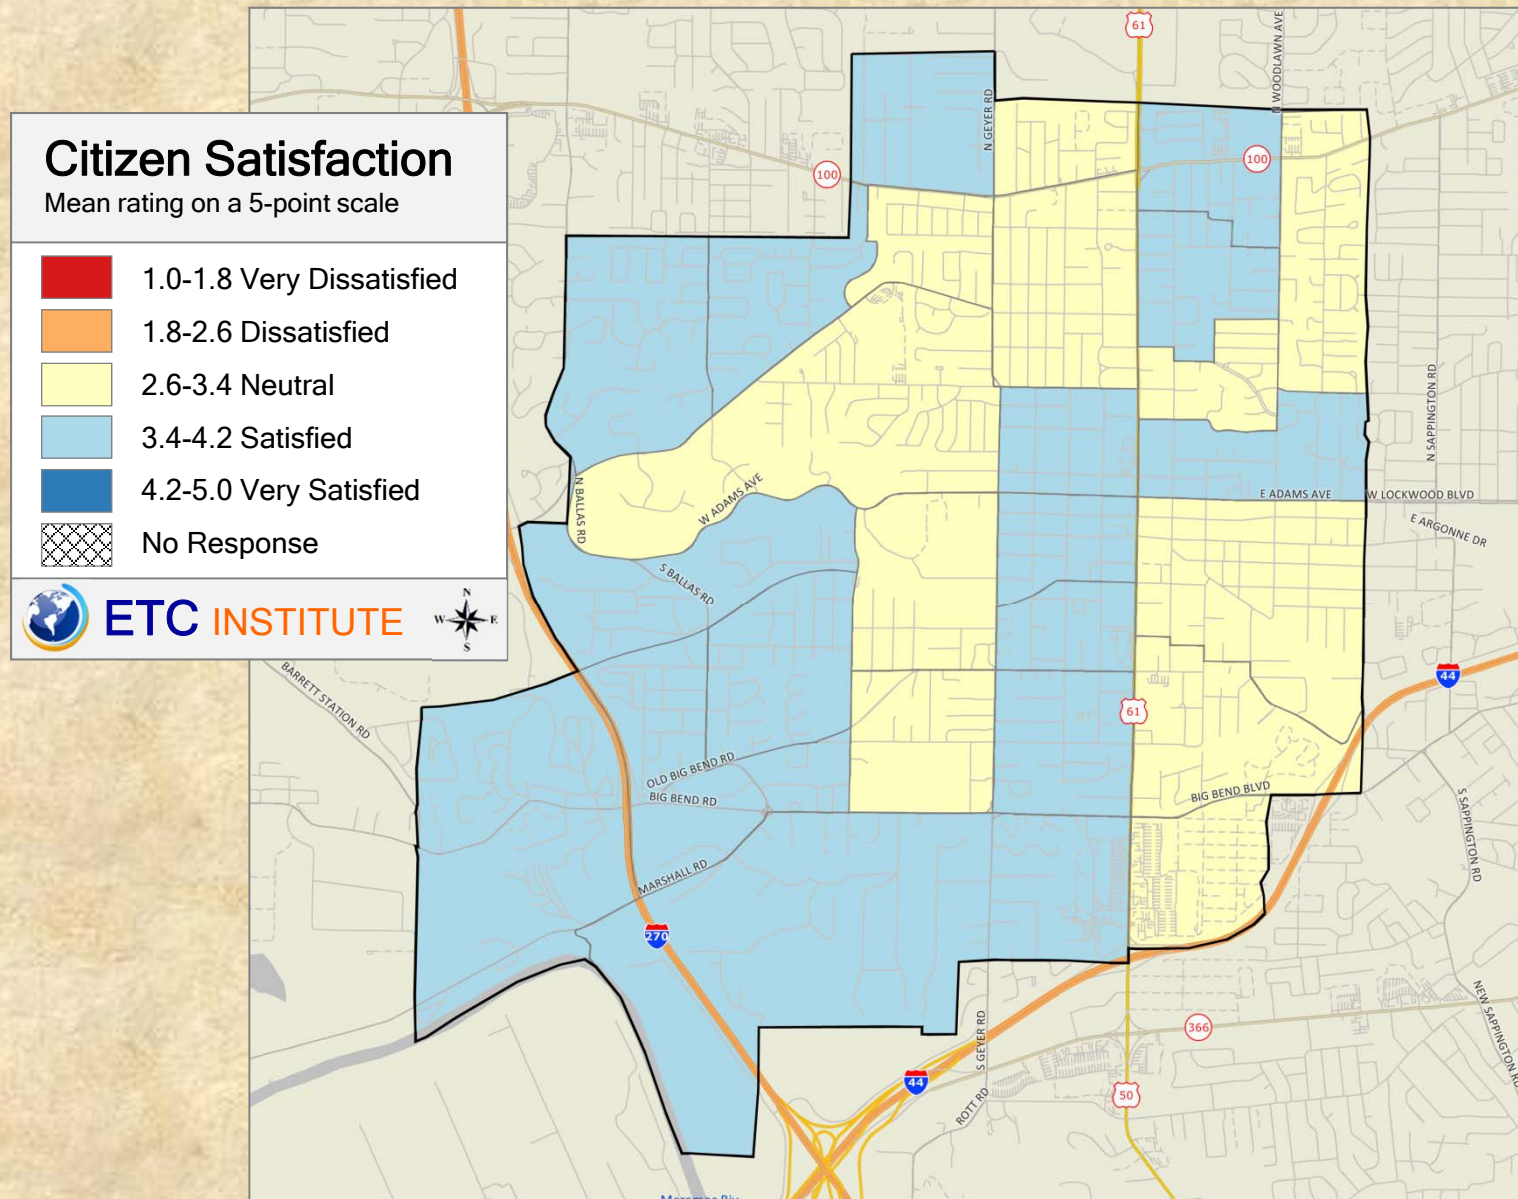 Citizen Satisfaction
Mean rating on a 5-point scale
1.0-1.8 Very Dissatisfied
1.8-2.6 Dissatisfied
2.6-3.4 Neutral
3.4-4.2 Satisfied
4.2-5.0 Very Satisfied
No Response
ETC INSTITUTE
N
W E
S
61
N WOODLAWN AVE
N GEYER RD
100
100
N SAPPINGTON RD
N BALLAS RD
W ADAMS AVE
E ADAMS AVE
W LOCKWOOD BLVD
E ARGONNE DR
S BALLAS RD
BARRETT STATION RD
44
61
OLD BIG BEND RD
BIG BEND RD
BIG BEND BLVD
S SAPPINGTON RD
MARSHALL RD
270
NEW SAPPINGTON RD
S GEYER RD
366
44
50
ROTT RD